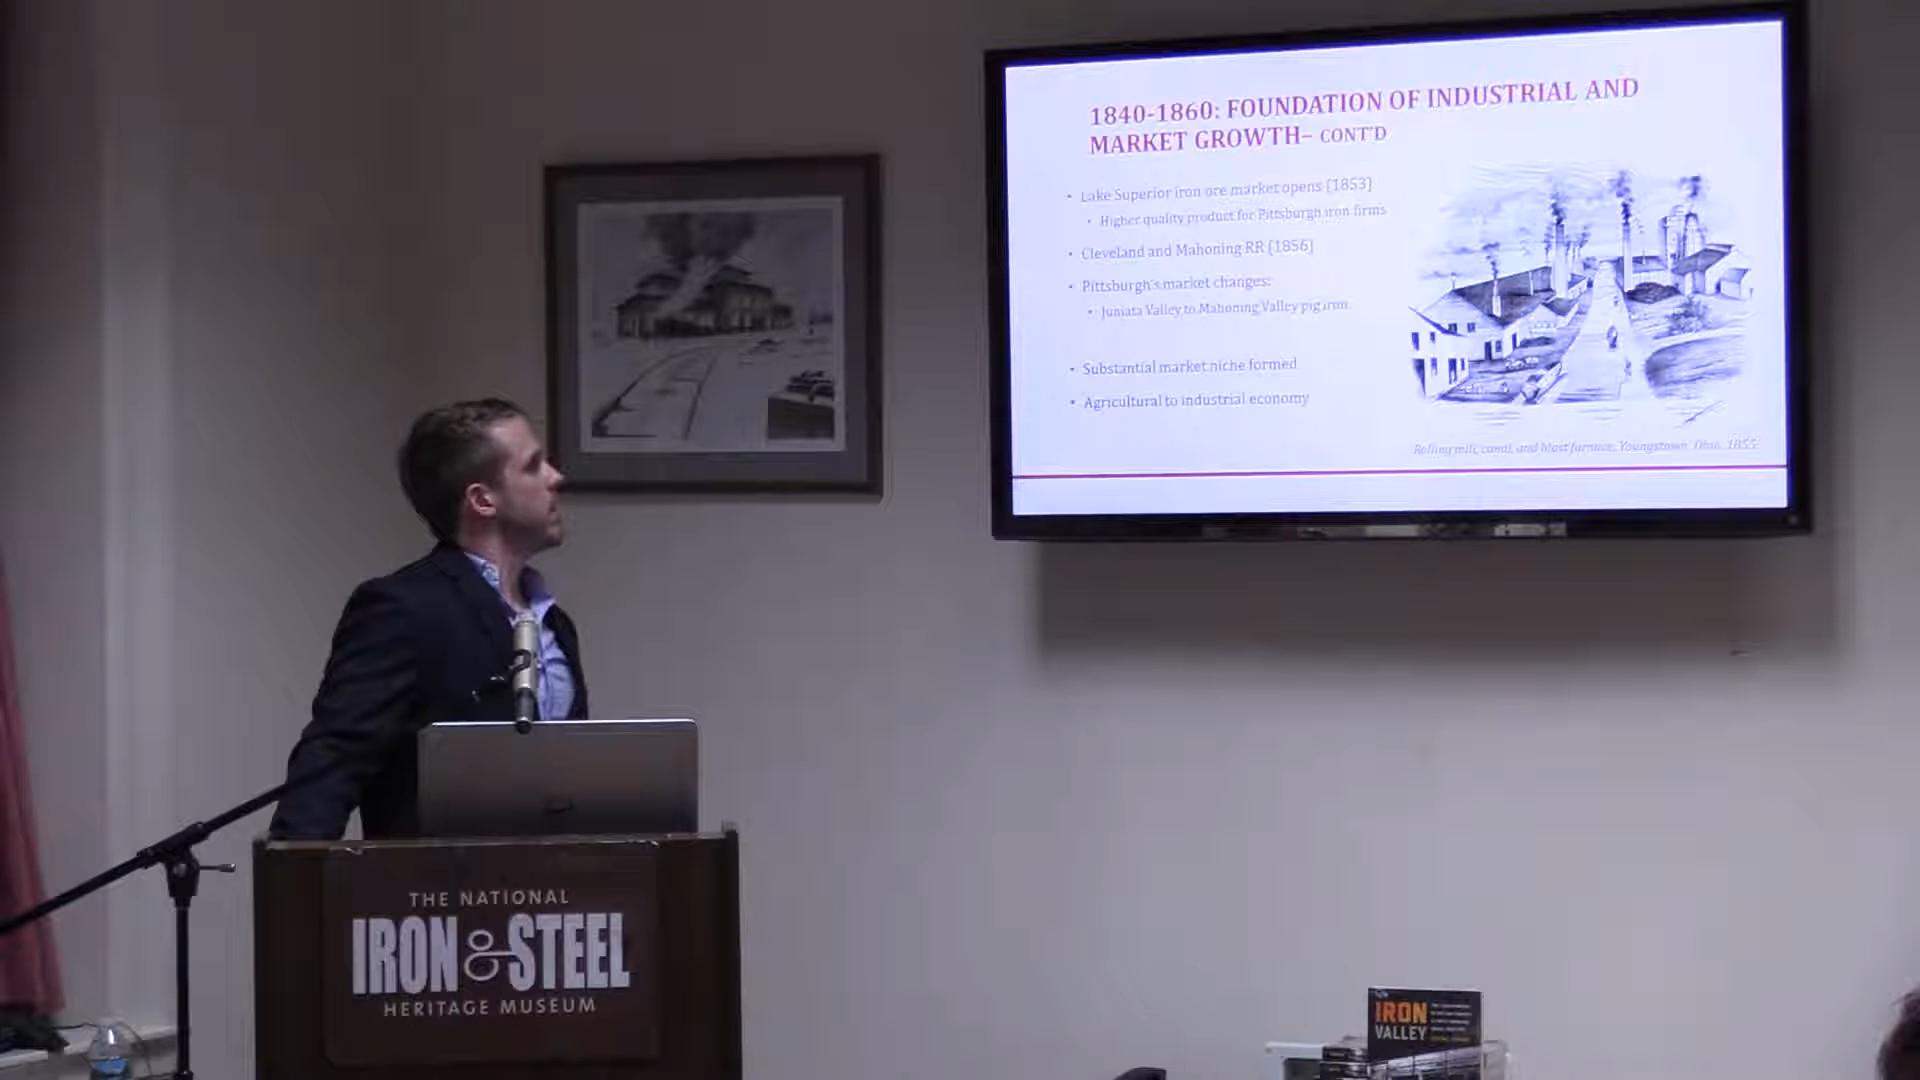 1840-1860: FOUNDATION OF INDUSTRIAL AND
MARKET GROWTH– CONT'D
• Lake Superior iron ore market opens (1853)
• Higher quality product for Pittsburgh iron firms
• Cleveland and Mahoning RR (1856)
• Pittsburgh's market changes:
• Juniata Valley to Mahoning Valley pig iron
• Substantial market niche formed
• Agricultural to industrial economy
Rolling mill, canal, and blast furnace, Youngstown, Ohio, 1855
THE NATIONAL
IRON & STEEL
HERITAGE MUSEUM
IRON
VALLEY